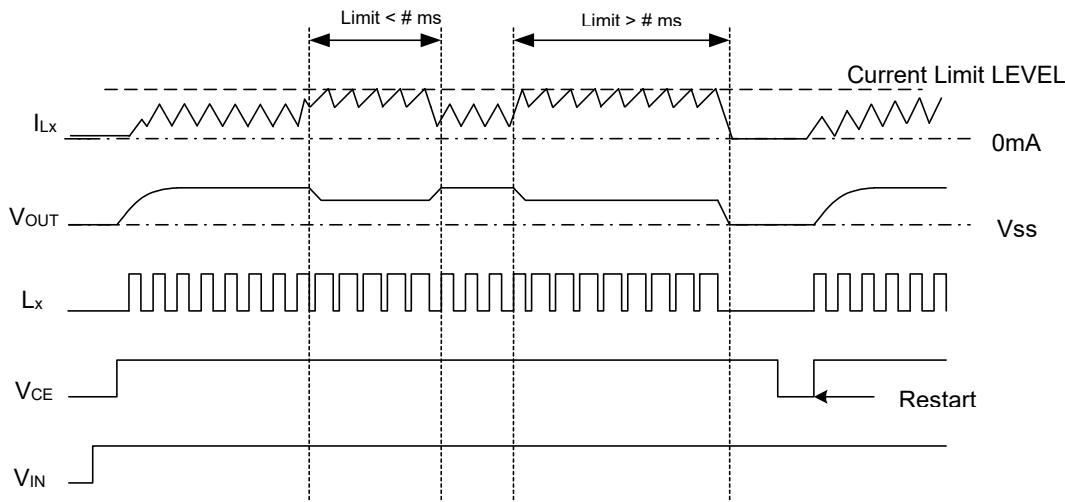 Limit < # ms
Limit > # ms
Current Limit LEVEL
ILx
0mA
VOUT
Vss
Lx
VCE
Restart
VIN